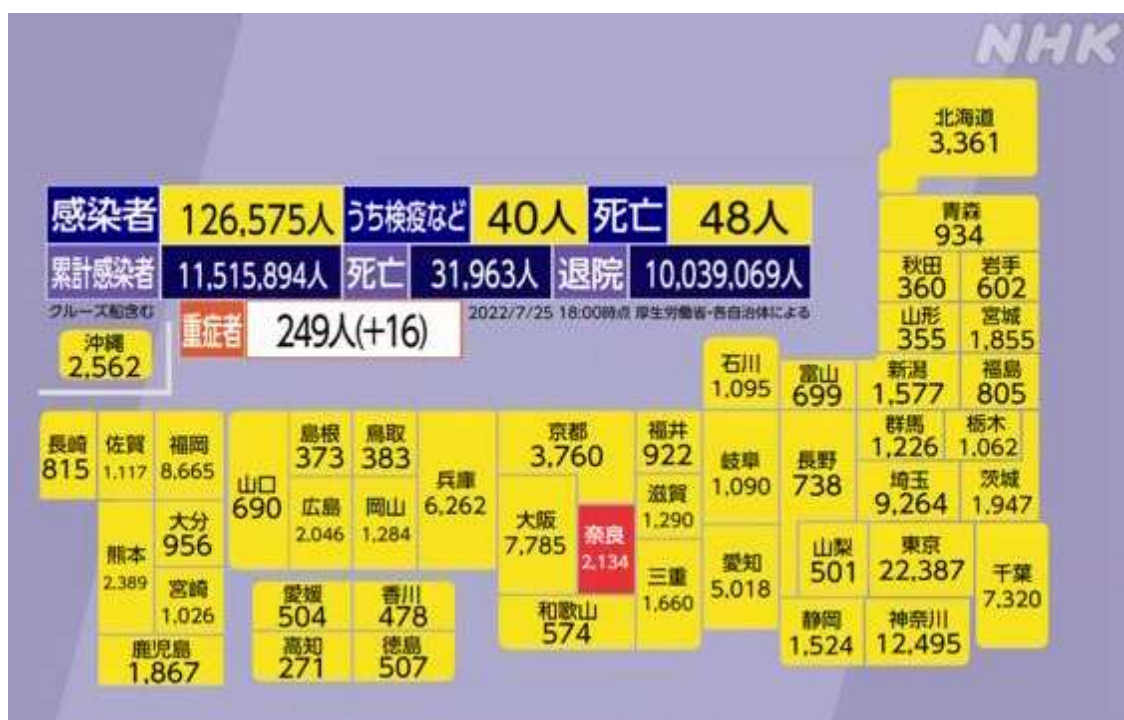 NHK
感染者 126,575人 うち検疫など 40人 死亡 48人
累計感染者 11,515,894人 死亡 31,963人 退院 10,039,069人
クルーズ船含む
2022/7/25 18:00時点 厚生労働省・各自治体による
重症者 249人(+16)
北海道
3,361
青森
934
秋田
360
岩手
602
山形
355
宮城
1,855
新潟
1,577
福島
805
沖縄
2,562
石川
1,095
富山
699
群馬
1,226
栃木
1,062
長崎
815
佐賀
1,117
福岡
8,665
山口
690
島根
373
鳥取
383
兵庫
6,262
京都
3,760
福井
922
岐阜
1,090
長野
738
埼玉
9,264
茨城
1,947
熊本
2,389
大分
956
広島
2,046
岡山
1,284
大阪
7,785
奈良
2,134
滋賀
1,290
愛知
5,018
山梨
501
東京
22,387
千葉
7,320
宮崎
1,026
三重
1,660
愛媛
504
香川
478
和歌山
574
静岡
1,524
神奈川
12,495
鹿児島
1,867
高知
271
徳島
507